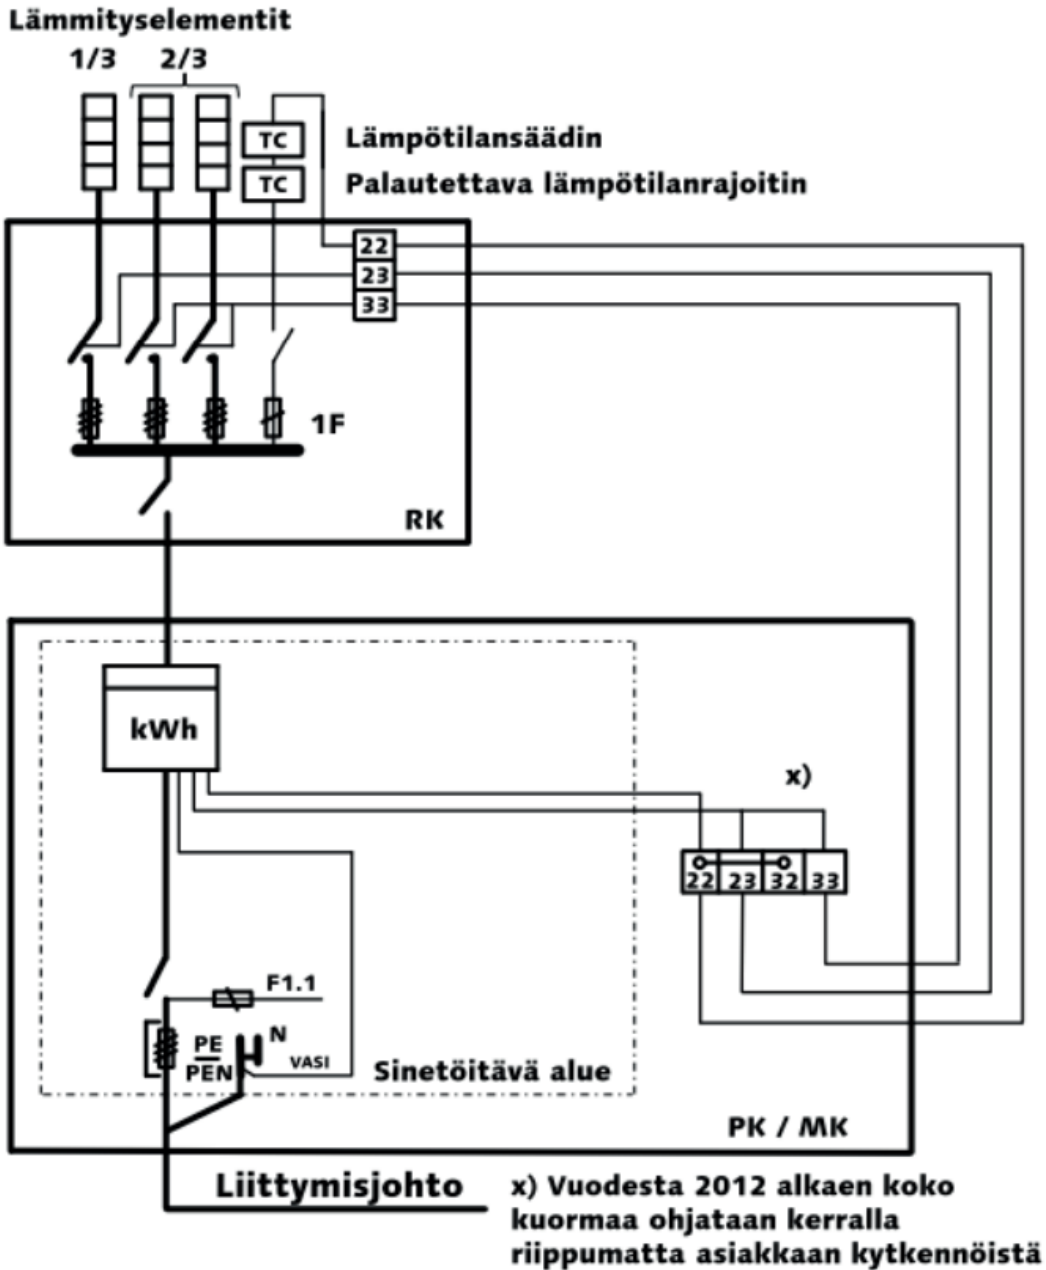 Lämmityselementit
1/3 2/3
TC Lämpötilansäädin
TC Palautettava lämpötilanrajoitin
22
23
33
1F
RK
kWh
x)
22 23 32 33
F1.1
PE N
PEN VASI
Sinetöitävä alue
PK / MK
Liittymisjohto
x) Vuodesta 2012 alkaen koko
kuormaa ohjataan kerralla
riippumatta asiakkaan kytkennöistä